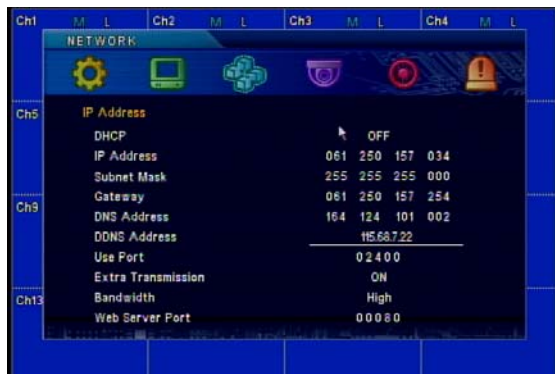 Ch1 M L Ch2 M L Ch3 M L Ch4 M L
NETWORK
Ch5
IP Address
DHCP OFF
IP Address 061 250 157 034
Subnet Mask 255 255 255 000
Gateway 061 250 157 254
Ch9
DNS Address 164 124 101 002
DDNS Address 115.68.7.22
Use Port 02400
Extra Transmission ON
Ch13
Bandwidth High
Web Server Port 00080